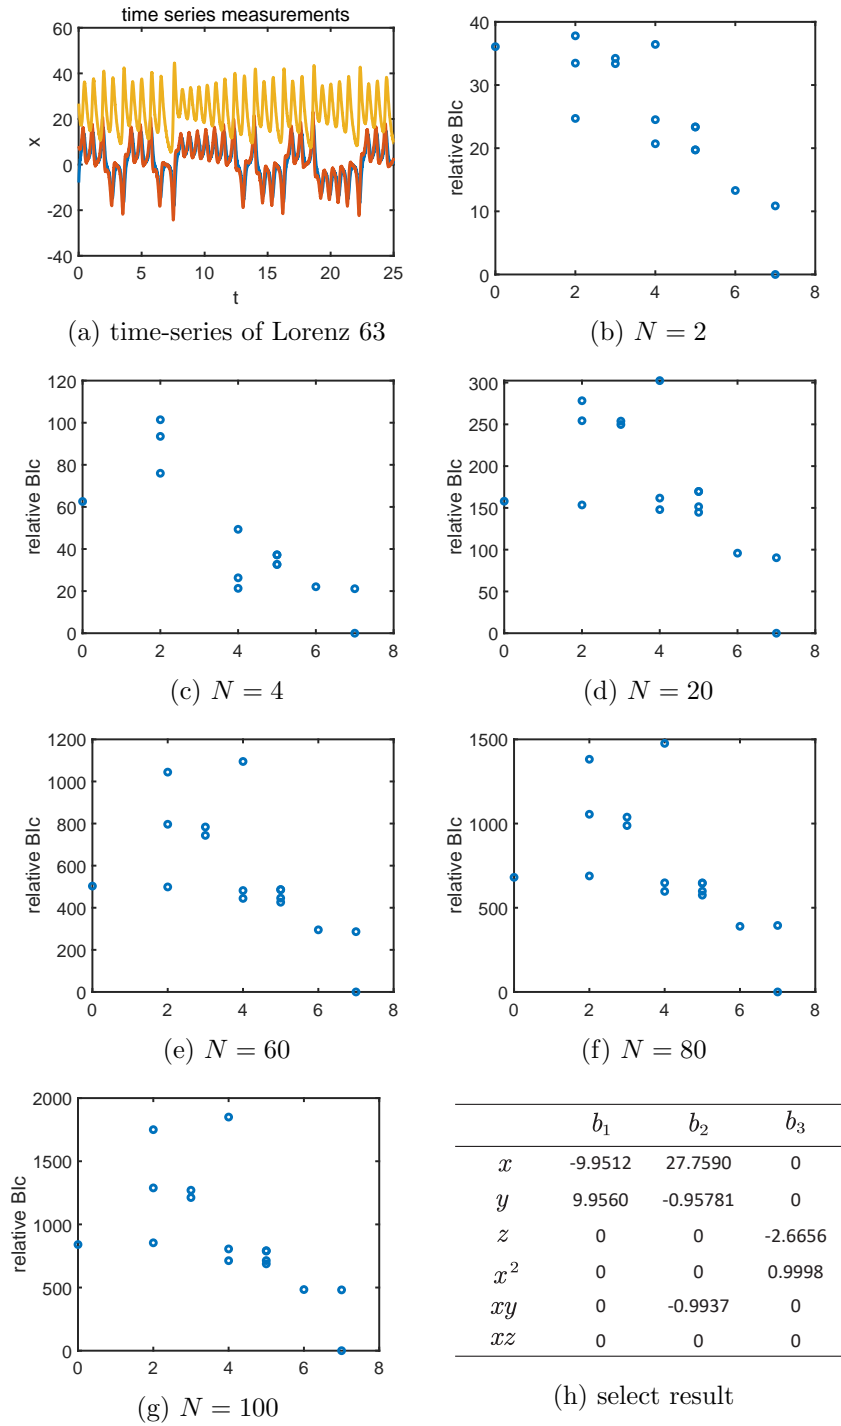 time series measurements
60
40
20
0
-20
-40
0 5 10 15 20 25
x
t
(a) time-series of Lorenz 63
40
30
20
10
0
0 2 4 6 8
relative BIc
(b) N = 2
120
100
80
60
40
20
0
0 2 4 6 8
relative BIc
(c) N = 4
300
250
200
150
100
50
0
0 2 4 6 8
relative BIc
(d) N = 20
1200
1000
800
600
400
200
0
0 2 4 6 8
relative BIc
(e) N = 60
1500
1000
500
0
0 2 4 6 8
relative BIc
(f) N = 80
2000
1500
1000
500
0
0 2 4 6 8
relative BIc
(g) N = 100
b₁ b₂ b₃
x -9.9512 27.7590 0
y 9.9560 -0.95781 0
z 0 0 -2.6656
x² 0 0 0.9998
xy 0 -0.9937 0
xz 0 0 0
(h) select result